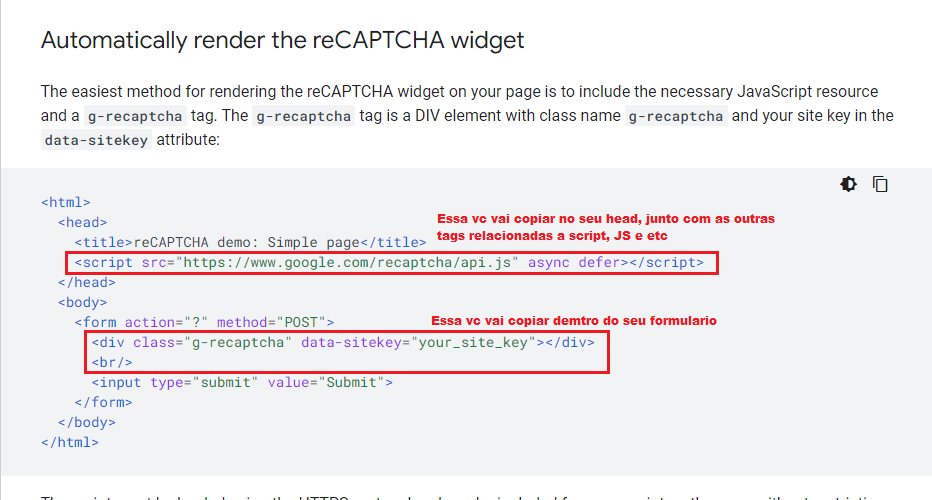 Automatically render the reCAPTCHA widget
The easiest method for rendering the reCAPTCHA widget on your page is to include the necessary JavaScript resource
and a g-recaptcha tag. The g-recaptcha tag is a DIV element with class name g-recaptcha and your site key in the
data-sitekey attribute:
<html>
<head>
Essa vc vai copiar no seu head, junto com as outras
tags relacionadas a script, JS e etc
<title>reCAPTCHA demo: Simple page</title>
<script src="https://www.google.com/recaptcha/api.js" async defer></script>
</head>
<body>
<form action="?" method="POST">
Essa vc vai copiar demtro do seu formulario
<div class="g-recaptcha" data-sitekey="your_site_key"></div>
<br/>
<input type="submit" value="Submit">
</form>
</body>
</html>